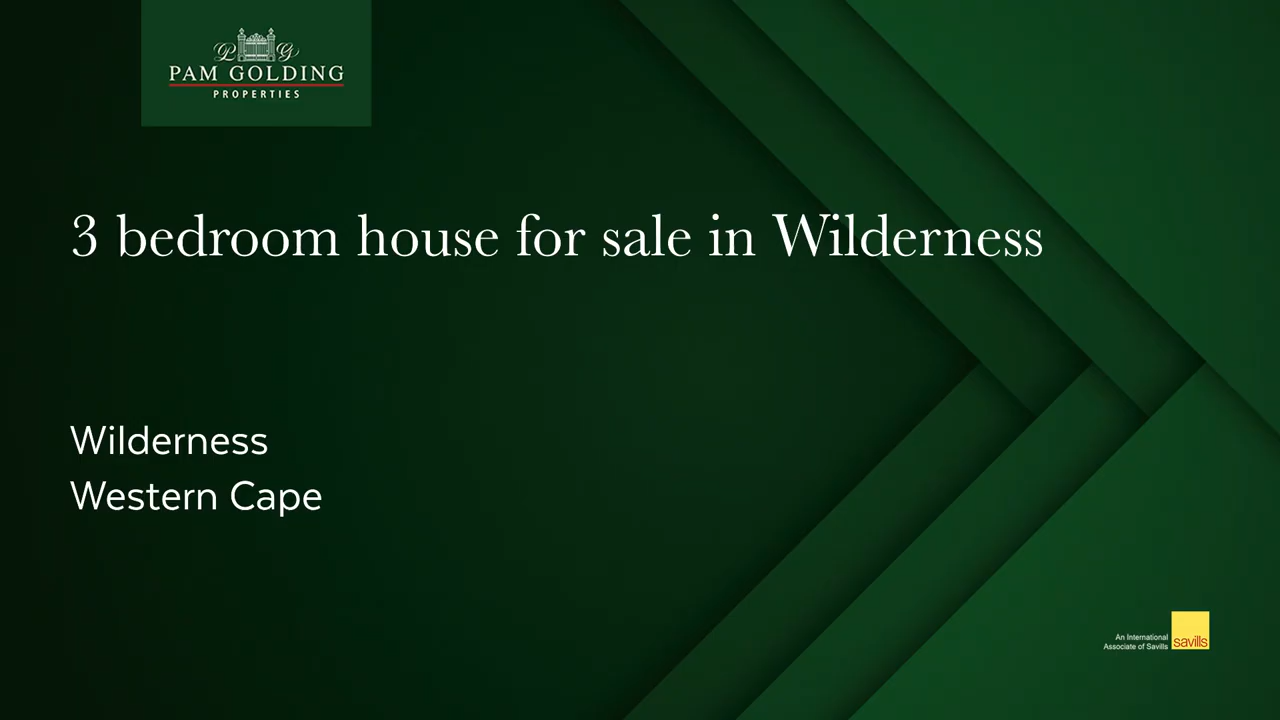 P G
PAM GOLDING
PROPERTIES
3 bedroom house for sale in Wilderness
Wilderness
Western Cape
An International
Associate of Savills
savills